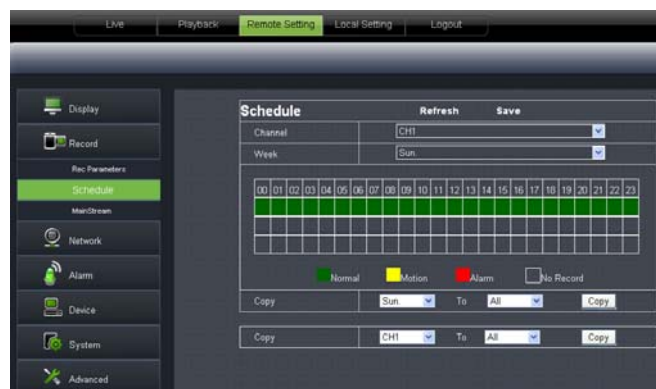 Live Playback Remote Setting Local Setting Logout
Display
Record
Rec Parameters
Schedule
MainStream
Network
Alarm
Device
System
Advanced
Schedule Refresh Save
Channel CH1
Week Sun.
00 01 02 03 04 05 06 07 08 09 10 11 12 13 14 15 16 17 18 19 20 21 22 23
Normal Motion Alarm No Record
Copy Sun. To All Copy
Copy CH1 To All Copy